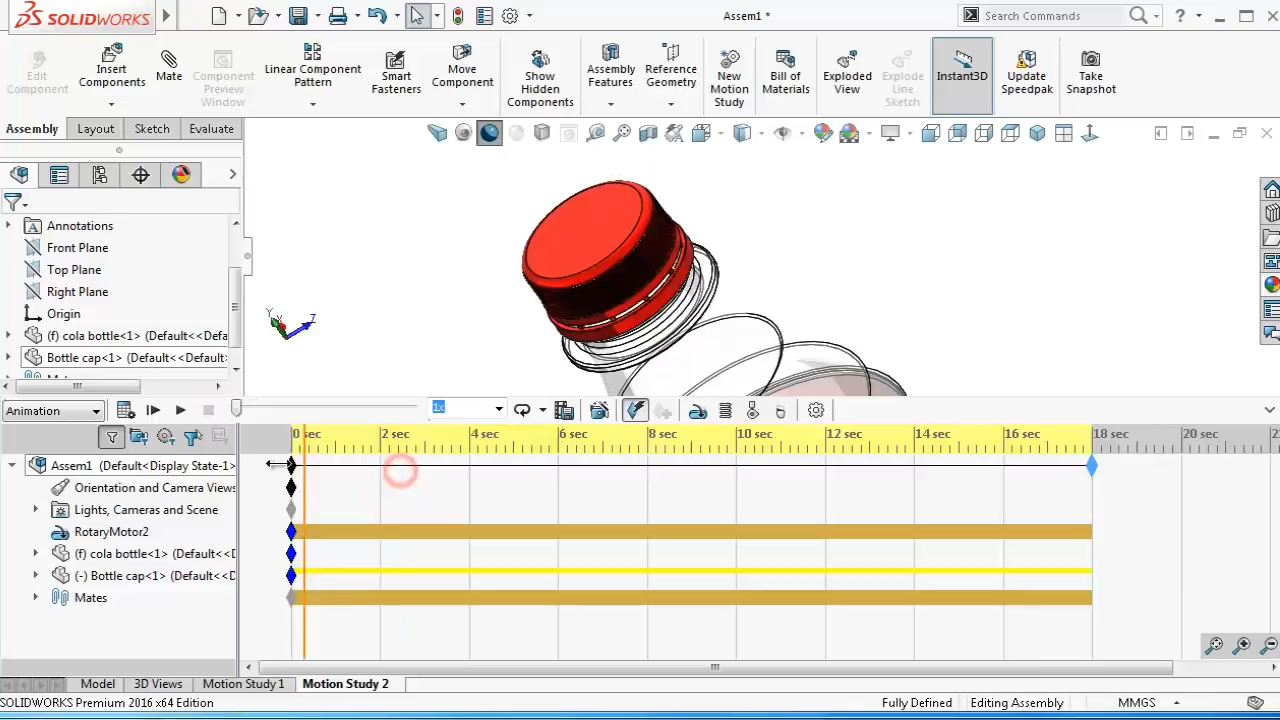 SOLIDWORKS
Assem1 *
Search Commands
Edit Component
Insert Components
Mate
Component Preview Window
Linear Component Pattern
Smart Fasteners
Move Component
Show Hidden Components
Assembly Features
Reference Geometry
New Motion Study
Bill of Materials
Exploded View
Explode Line Sketch
Instant3D
Update Speedpak
Take Snapshot
Assembly Layout Sketch Evaluate
Annotations
Front Plane
Top Plane
Right Plane
Origin
(f) cola bottle<1> (Default<<Defa
Bottle cap<1> (Default<<Default
Y X Z
Animation
1x
0 sec 2 sec 4 sec 6 sec 8 sec 10 sec 12 sec 14 sec 16 sec 18 sec 20 sec 22
Assem1 (Default<Display State-1>
Orientation and Camera Views
Lights, Cameras and Scene
RotaryMotor2
(f) cola bottle<1> (Default<<D
(-) Bottle cap<1> (Default<<D
Mates
Model 3D Views Motion Study 1 Motion Study 2
SOLIDWORKS Premium 2016 x64 Edition
Fully Defined Editing Assembly MMGS